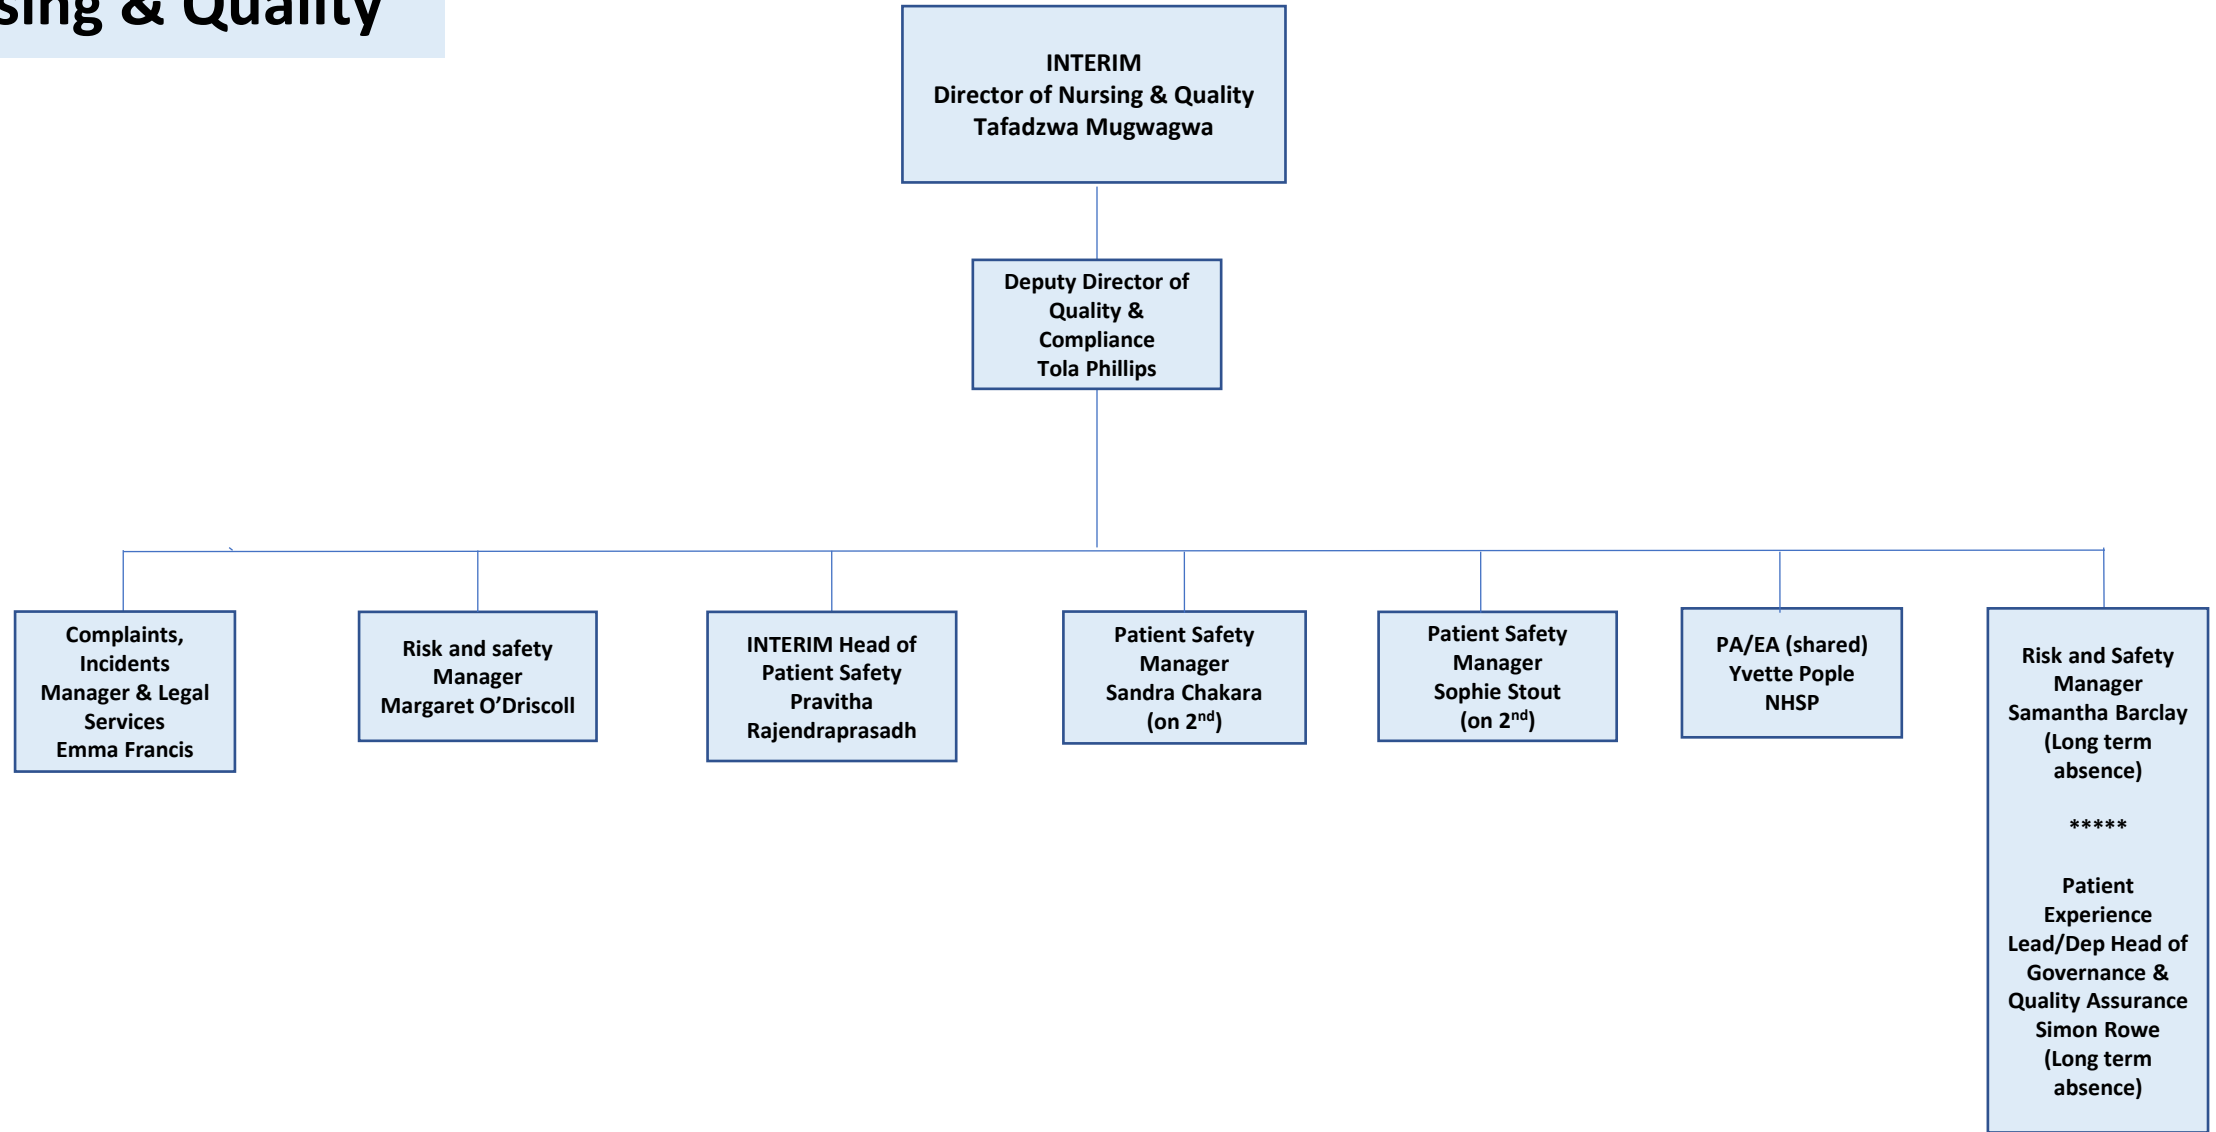 sing & Quality
INTERIM
Director of Nursing & Quality
Tafadzwa Mugwagwa
Deputy Director of
Quality &
Compliance
Tola Phillips
Complaints,
Incidents
Manager & Legal
Services
Emma Francis
Risk and safety
Manager
Margaret O’Driscoll
INTERIM Head of
Patient Safety
Pravitha
Rajendraprasadh
Patient Safety
Manager
Sandra Chakara
(on 2nd)
Patient Safety
Manager
Sophie Stout
(on 2nd)
PA/EA (shared)
Yvette Pople
NHSP
Risk and Safety
Manager
Samantha Barclay
(Long term
absence)
*****
Patient
Experience
Lead/Dep Head of
Governance &
Quality Assurance
Simon Rowe
(Long term
absence)